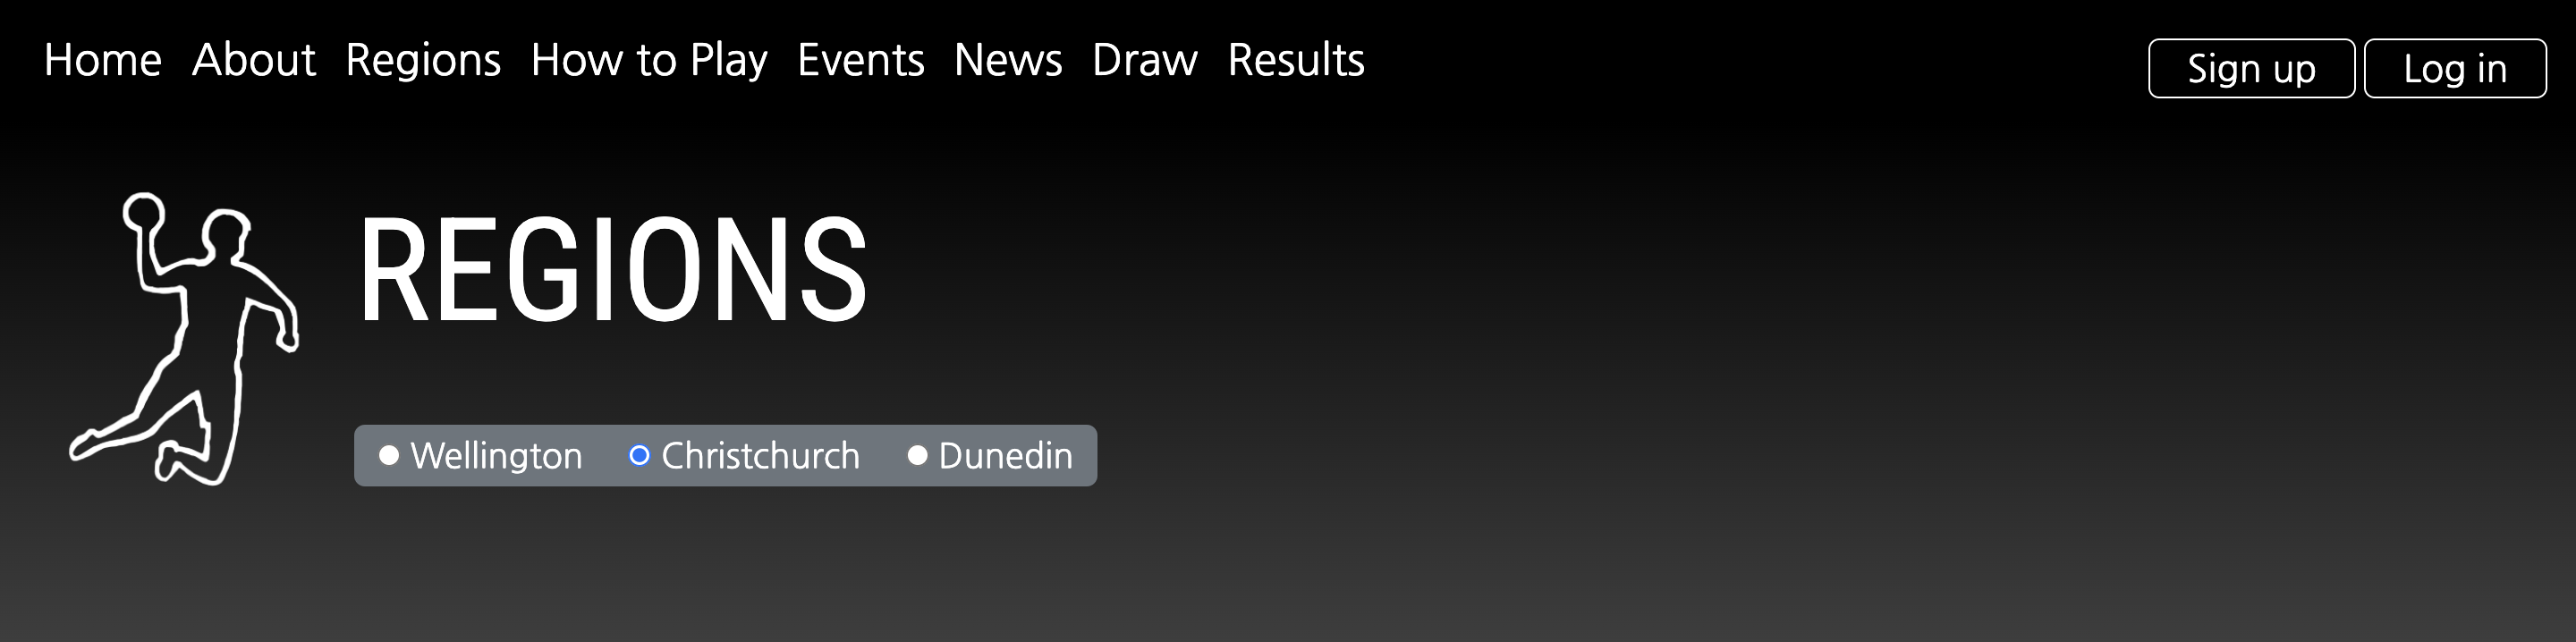 Home About Regions How to Play Events News Draw Results Sign up Log in
REGIONS
Wellington Christchurch Dunedin